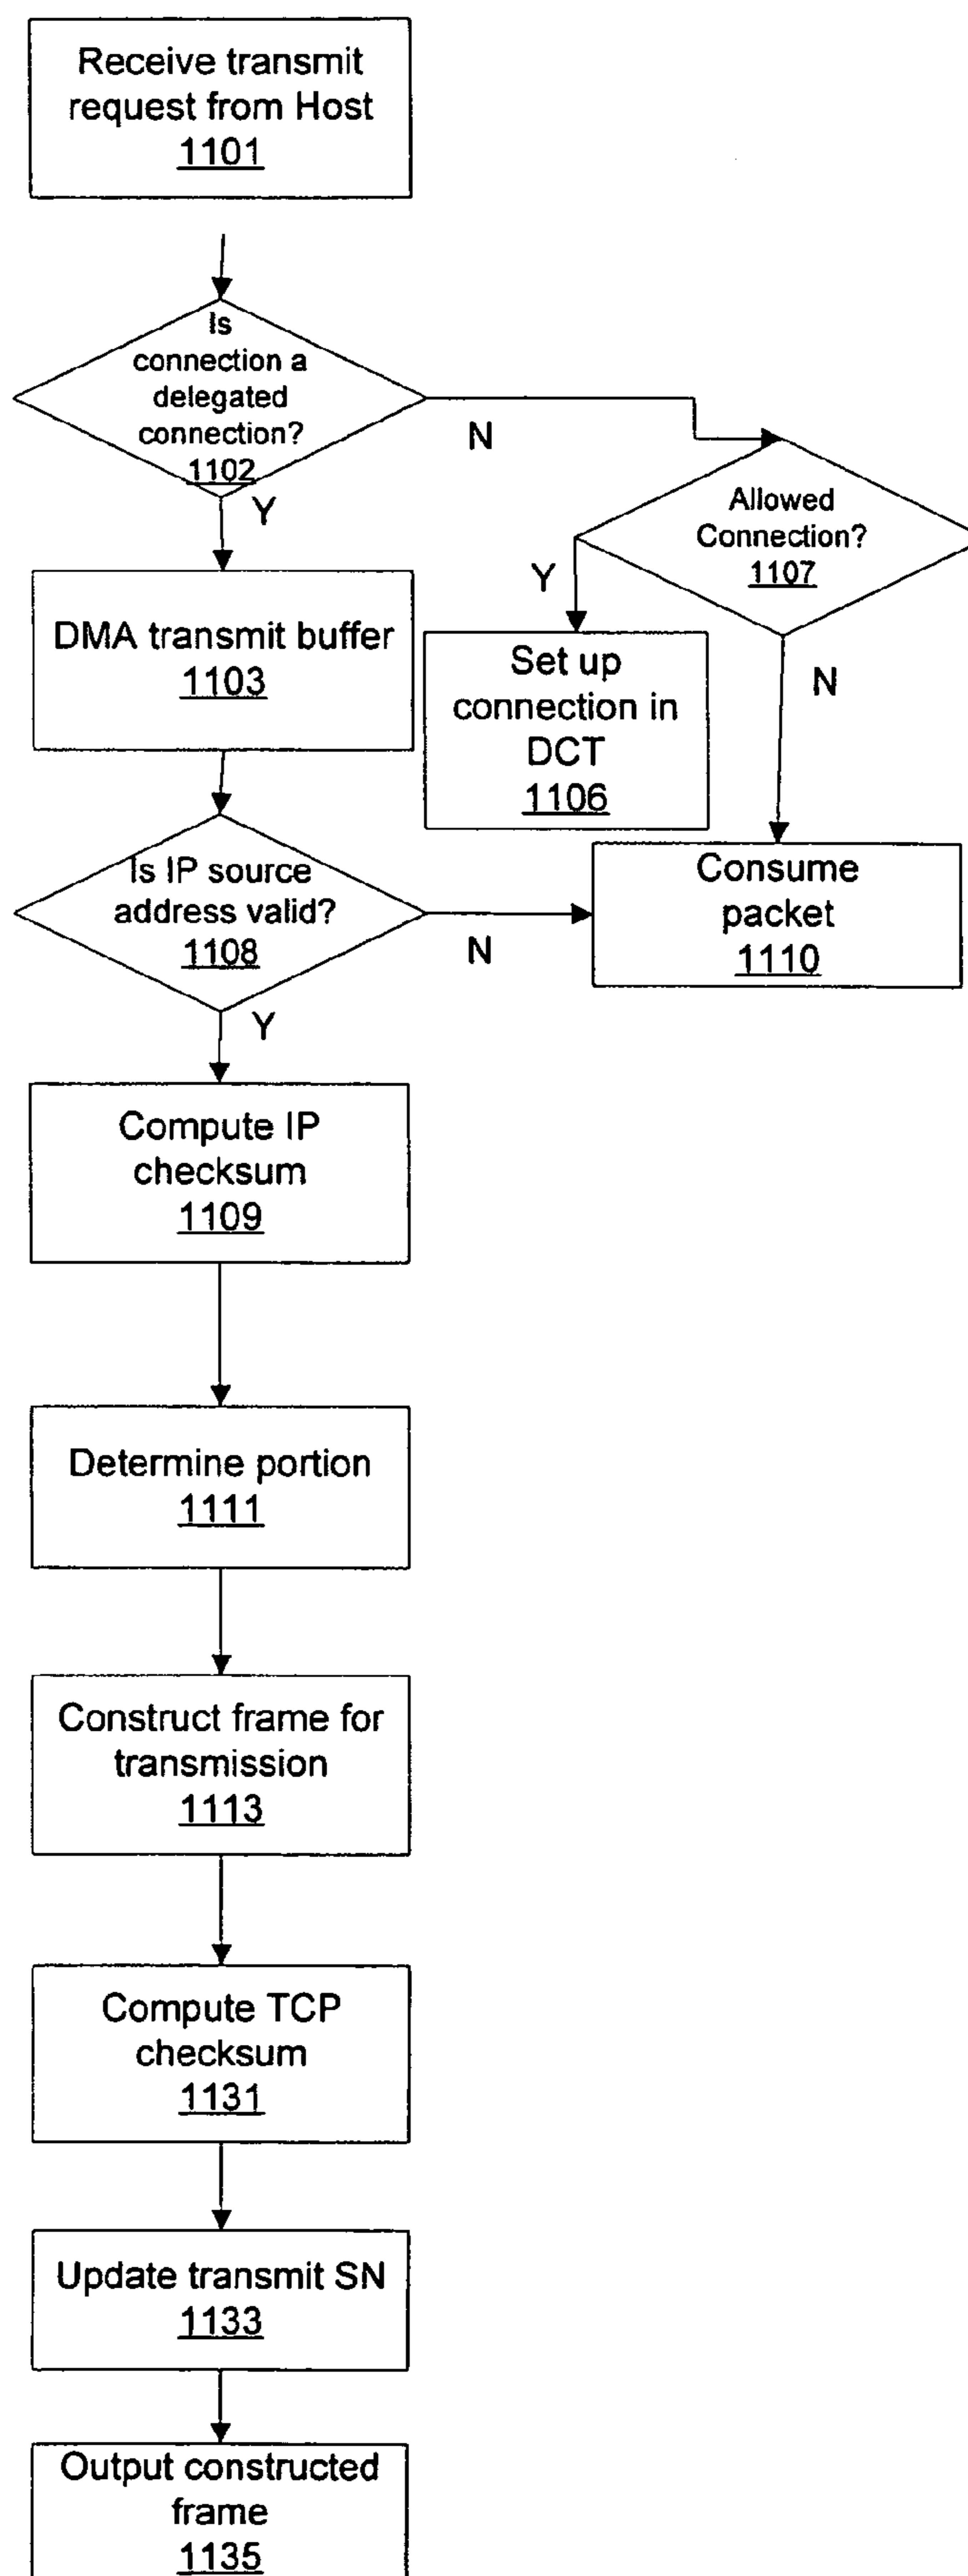 Receive transmit
request from Host
1101
Is
connection a
delegated
connection?
1102
N
Y
Allowed
Connection?
1107
Y
N
DMA transmit buffer
1103
Set up
connection in
DCT
1106
Is IP source
address valid?
1108
N
Y
Consume
packet
1110
Compute IP
checksum
1109
Determine portion
1111
Construct frame for
transmission
1113
Compute TCP
checksum
1131
Update transmit SN
1133
Output constructed
frame
1135